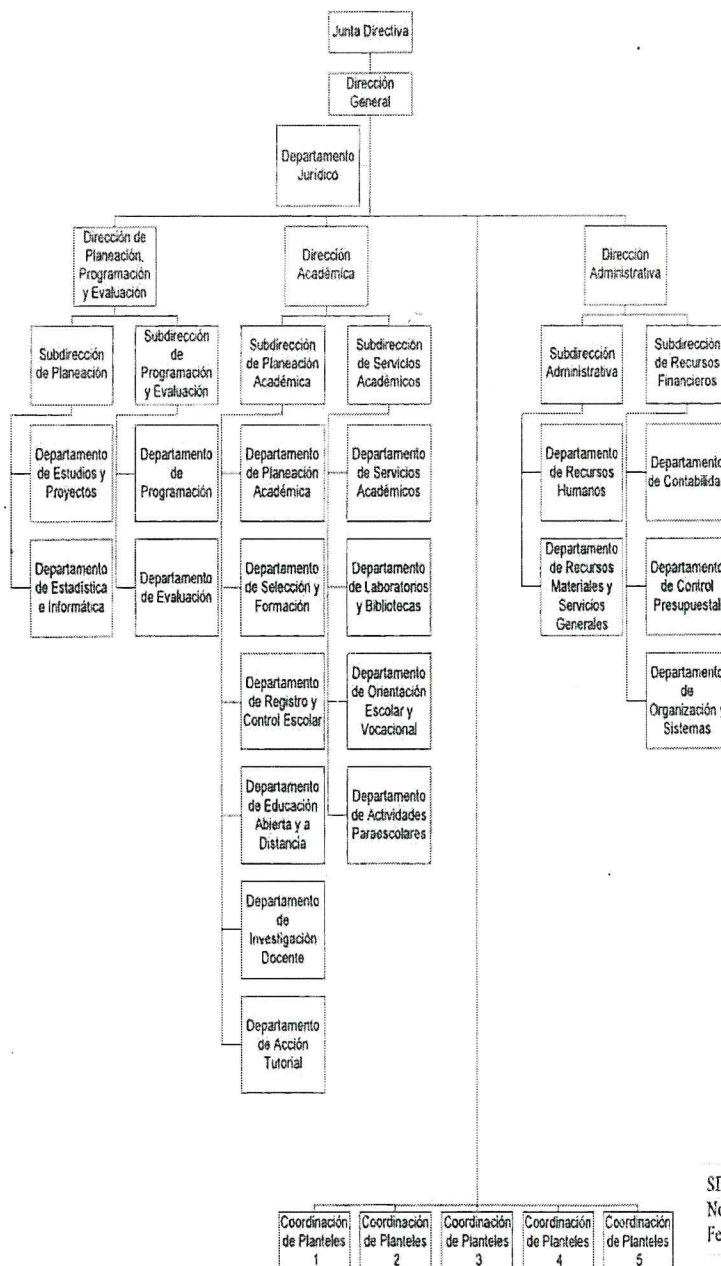 Junta Directiva
Dirección
General
Departamento
Jurídico
Dirección de
Planeación,
Programación
y Evaluación
Dirección
Académica
Dirección
Administrativa
Subdirección
de Planeación
Subdirección
de
Programación
y Evaluación
Subdirección
de Planeación
Académica
Subdirección
de Servicios
Académicos
Subdirección
Administrativa
Subdirección
de Recursos
Financieros
Departamento
de Estudios y
Proyectos
Departamento
de
Programación
Departamento
de Planeación
Académica
Departamento
de Servicios
Académicos
Departamento
de Recursos
Humanos
Departamento
de Contabilida
Departamento
de Estadística
e Informática
Departamento
de Evaluación
Departamento
de Selección y
Formación
Departamento
de Laboratorios
y Bibliotecas
Departamento
de Recursos
Materiales y
Servicios
Generales
Departamento
de Control
Presupuestal
Departamento
de Registro y
Control Escolar
Departamento
de Orientación
Escolar y
Vocacional
Departamento
de
Organización y
Sistemas
Departamento
de Educación
Abierta y a
Distancia
Departamento
de Actividades
Paraescolares
Departamento
de
Investigación
Docente
Departamento
de Acción
Tutorial
Coordinación
de Planteles
1
Coordinación
de Planteles
2
Coordinación
de Planteles
3
Coordinación
de Planteles
4
Coordinación
de Planteles
5
No
Fe